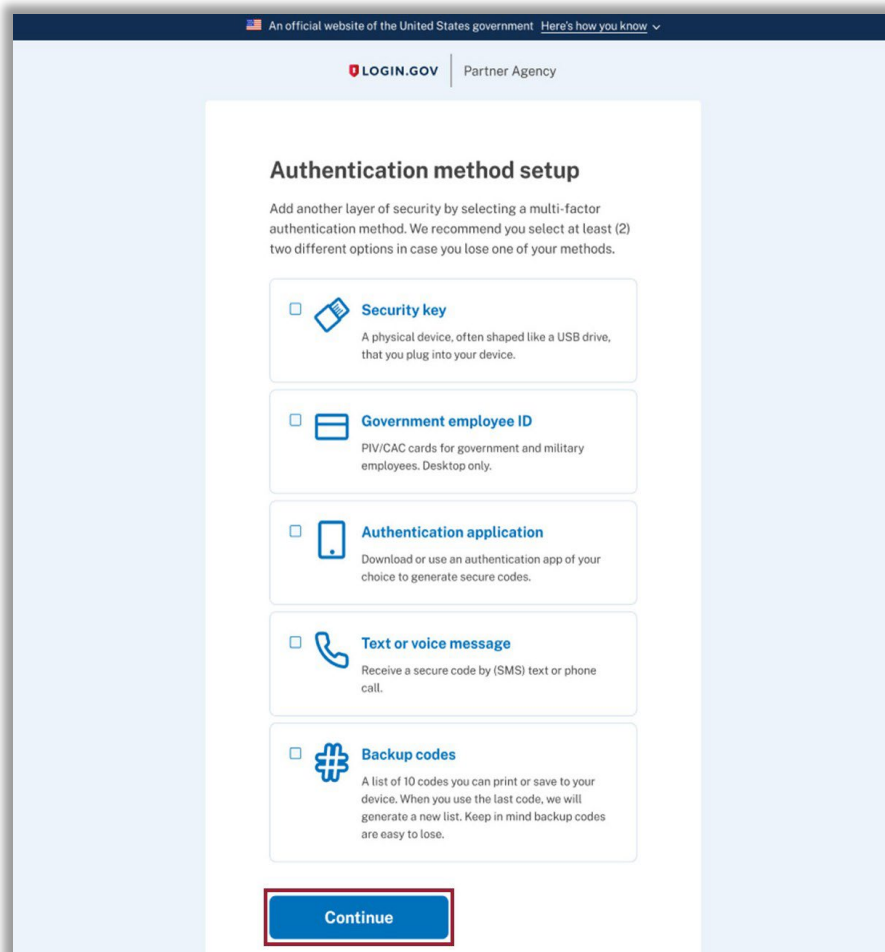 An official website of the United States government Here's how you know
LOGIN.GOV Partner Agency
Authentication method setup
Add another layer of security by selecting a multi-factor
authentication method. We recommend you select at least (2)
two different options in case you lose one of your methods.
Security key
A physical device, often shaped like a USB drive,
that you plug into your device.
Government employee ID
PIV/CAC cards for government and military
employees. Desktop only.
Authentication application
Download or use an authentication app of your
choice to generate secure codes.
Text or voice message
Receive a secure code by (SMS) text or phone
call.
Backup codes
A list of 10 codes you can print or save to your
device. When you use the last code, we will
generate a new list. Keep in mind backup codes
are easy to lose.
Continue